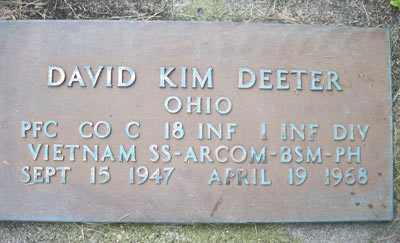 DAVID KIM DEETER
OHIO
PFC CO C 18 INF 1 INF DIV
VIETNAM SS-ARCOM-BSM-PH
SEPT 15 1947 APRIL 19 1968